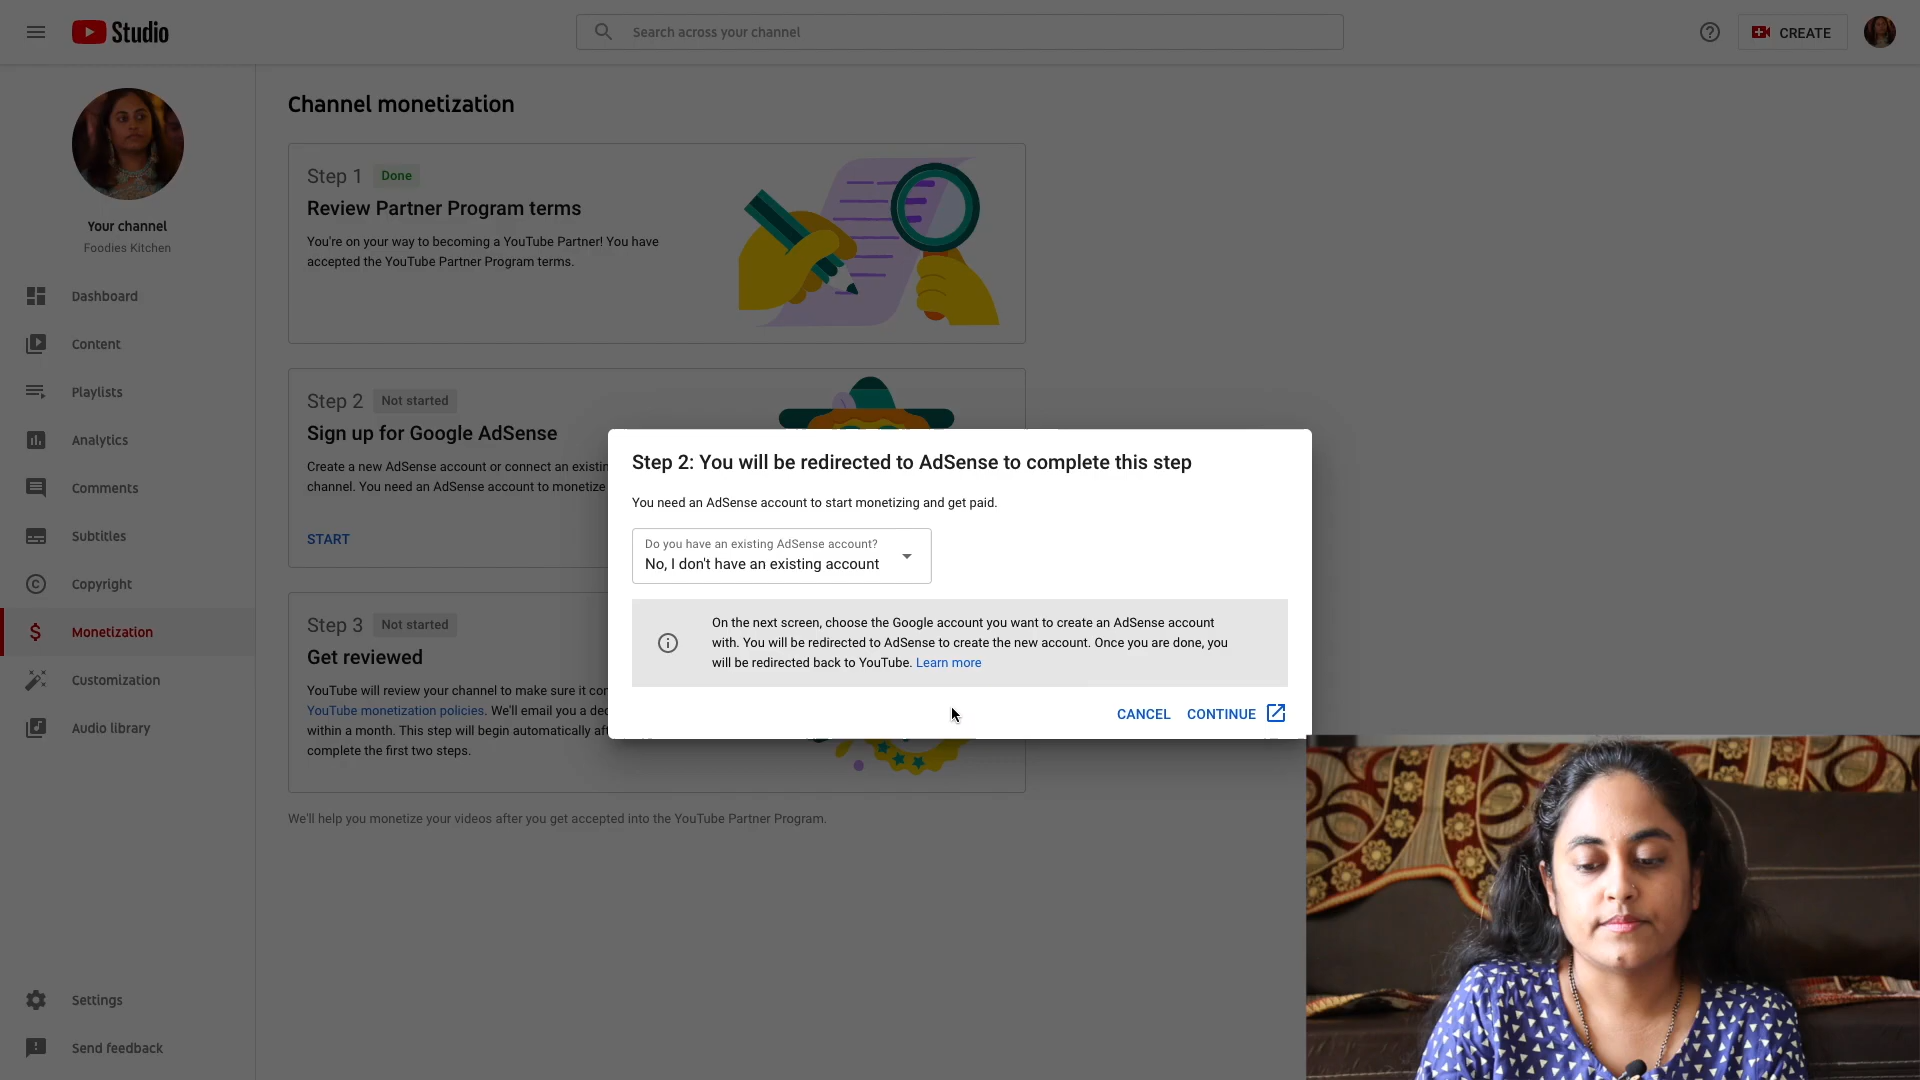 Studio
Search across your channel
CREATE
Your channel
Foodies Kitchen
Dashboard
Content
Playlists
Analytics
Comments
Subtitles
Copyright
Monetization
Customization
Audio library
Settings
Send feedback
Channel monetization
Step 1 Done
Review Partner Program terms
You're on your way to becoming a YouTube Partner! You have
accepted the YouTube Partner Program terms.
Step 2 Not started
Sign up for Google AdSense
Create a new AdSense account or connect an existin
channel. You need an AdSense account to monetize
START
Step 3 Not started
Get reviewed
YouTube will review your channel to make sure it
YouTube monetization policies. We'll email you a
within a month. This step will begin automatically
complete the first two steps.
We'll help you monetize your videos after you get accepted into the YouTube Partner Program.
Step 2: You will be redirected to AdSense to complete this step
You need an AdSense account to start monetizing and get paid.
Do you have an existing AdSense account?
No, I don't have an existing account
On the next screen, choose the Google account you want to create an AdSense account
with. You will be redirected to AdSense to create the new account. Once you are done, you
will be redirected back to YouTube. Learn more
CANCEL CONTINUE